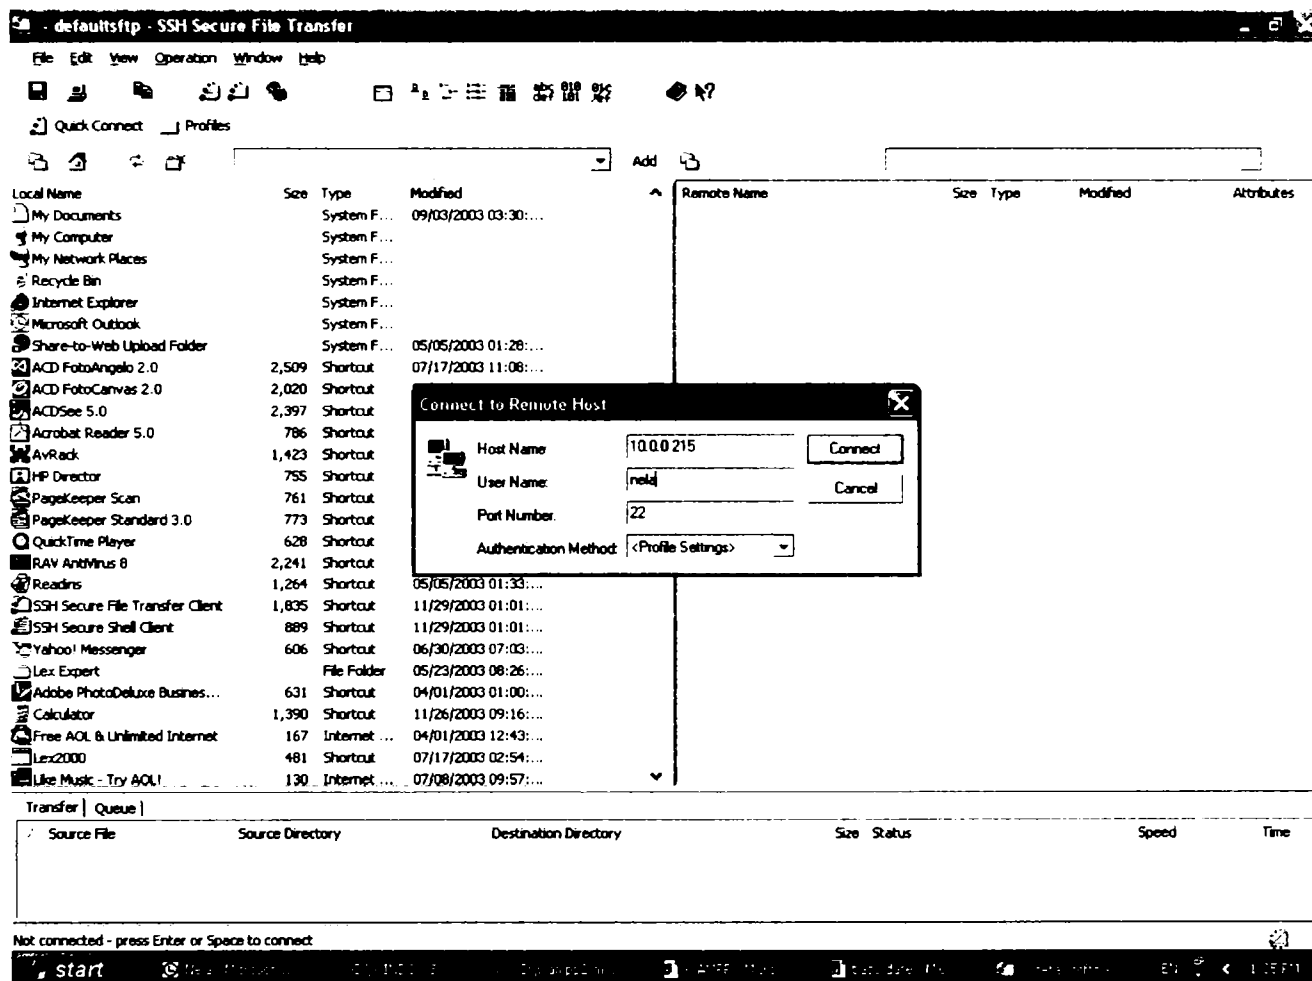 - defaultsftp - SSH Secure File Transfer
File Edit View Operation Window Help
abc def 010 101
Quick Connect Profiles
Add
Local Name Size Type Modified
My Documents System F... 09/03/2003 03:30:...
My Computer System F...
My Network Places System F...
Recycle Bin System F...
Internet Explorer System F...
Microsoft Outlook System F...
Share-to-Web Upload Folder System F... 05/05/2003 01:28:...
ACD FotoAngelo 2.0 2,509 Shortcut 07/17/2003 11:08:...
ACD FotoCanvas 2.0 2,020 Shortcut
ACDSee 5.0 2,397 Shortcut
Acrobat Reader 5.0 786 Shortcut
AvRack 1,423 Shortcut
HP Director 755 Shortcut
PageKeeper Scan 761 Shortcut
PageKeeper Standard 3.0 773 Shortcut
QuickTime Player 628 Shortcut
RAV AntiVirus 8 2,241 Shortcut
Readiris 1,264 Shortcut 05/05/2003 01:33:...
SSH Secure File Transfer Client 1,835 Shortcut 11/29/2003 01:01:...
SSH Secure Shell Client 889 Shortcut 11/29/2003 01:01:...
Yahoo! Messenger 606 Shortcut 06/30/2003 07:03:...
Lex Expert File Folder 05/23/2003 08:26:...
Adobe PhotoDeluxe Busines... 631 Shortcut 04/01/2003 01:00:...
Calculator 1,390 Shortcut 11/26/2003 09:16:...
Free AOL & Unlimited Internet 167 Internet ... 04/01/2003 12:43:...
Lex2000 481 Shortcut 07/17/2003 02:54:...
Like Music - Try AOL! 130 Internet ... 07/08/2003 09:57:...
Remote Name Size Type Modified Attributes
Connect to Remote Host
Host Name 10.0.0.215 Connect
User Name: nela Cancel
Port Number: 22
Authentication Method: <Profile Settings>
Transfer Queue
/ Source File Source Directory Destination Directory Size Status Speed Time
Not connected - press Enter or Space to connect
start EN